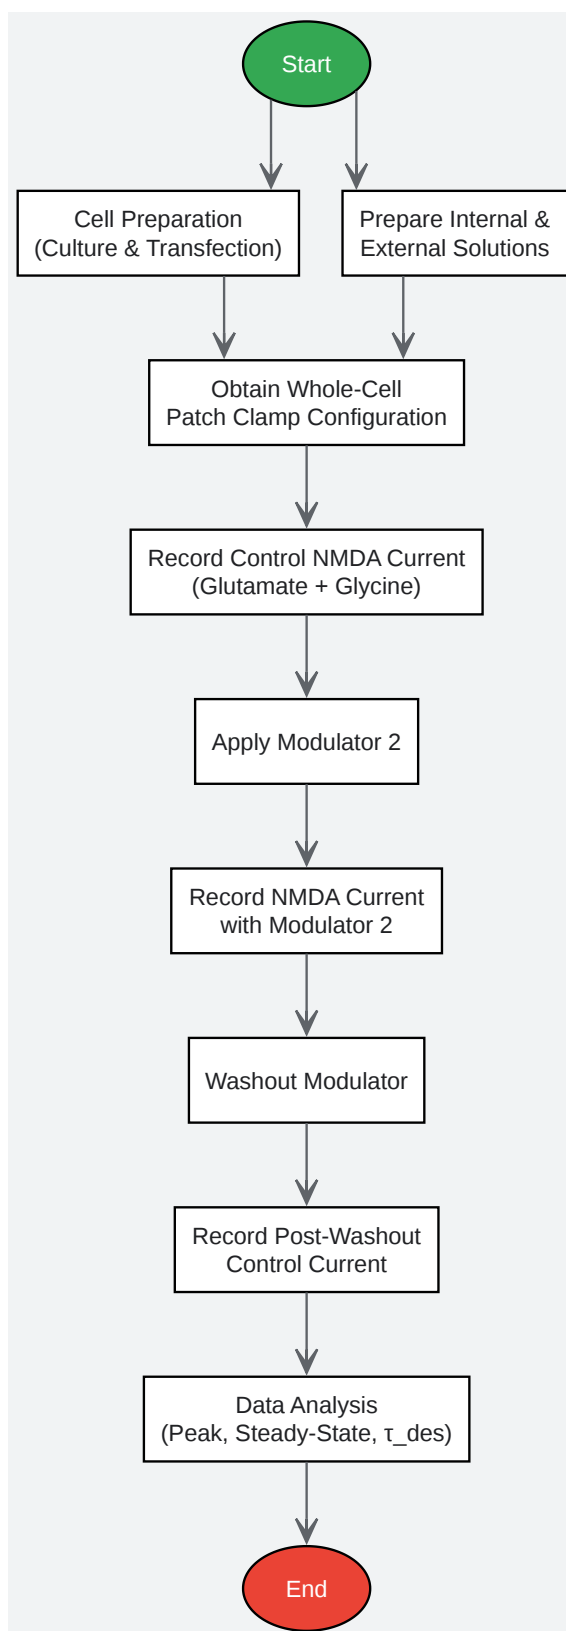 Start
Cell Preparation
(Culture & Transfection)
Prepare Internal &
External Solutions
Obtain Whole-Cell
Patch Clamp Configuration
Record Control NMDA Current
(Glutamate + Glycine)
Apply Modulator 2
Record NMDA Current
with Modulator 2
Washout Modulator
Record Post-Washout
Control Current
Data Analysis
(Peak, Steady-State, τ_des)
End